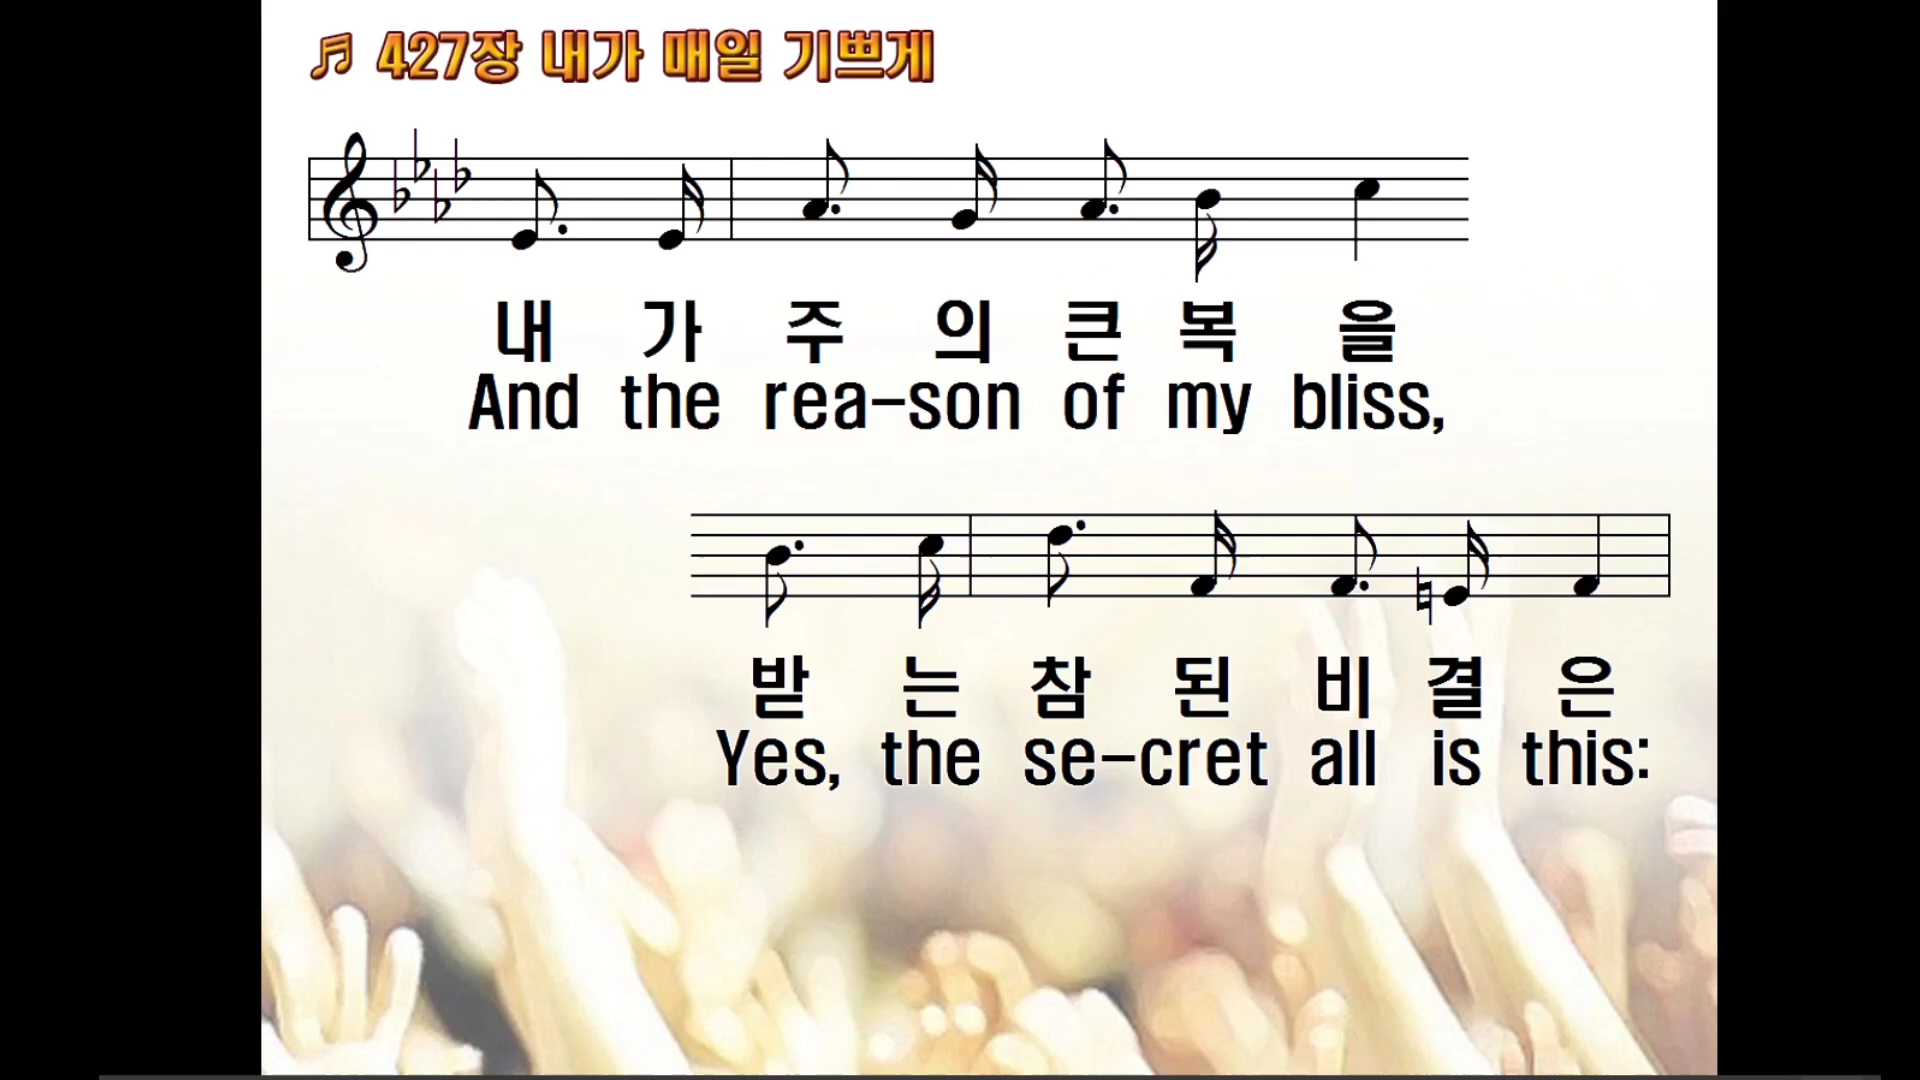 ♬ 427장 내가 매일 기쁘게
내 가 주 의 큰 복 을
And the rea-son of my bliss,
받 는 참 된 비 결 은
Yes, the se-cret all is this: